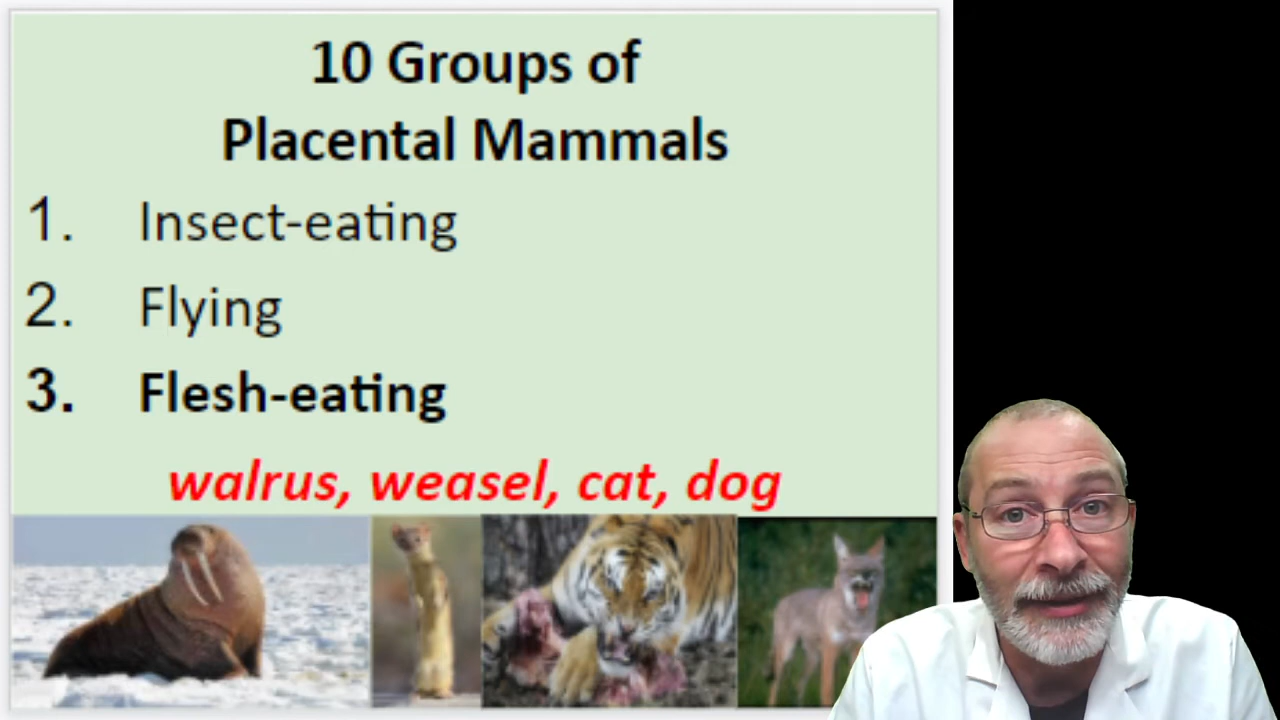 10 Groups of
Placental Mammals
1. Insect-eating
2. Flying
3. Flesh-eating
walrus, weasel, cat, dog